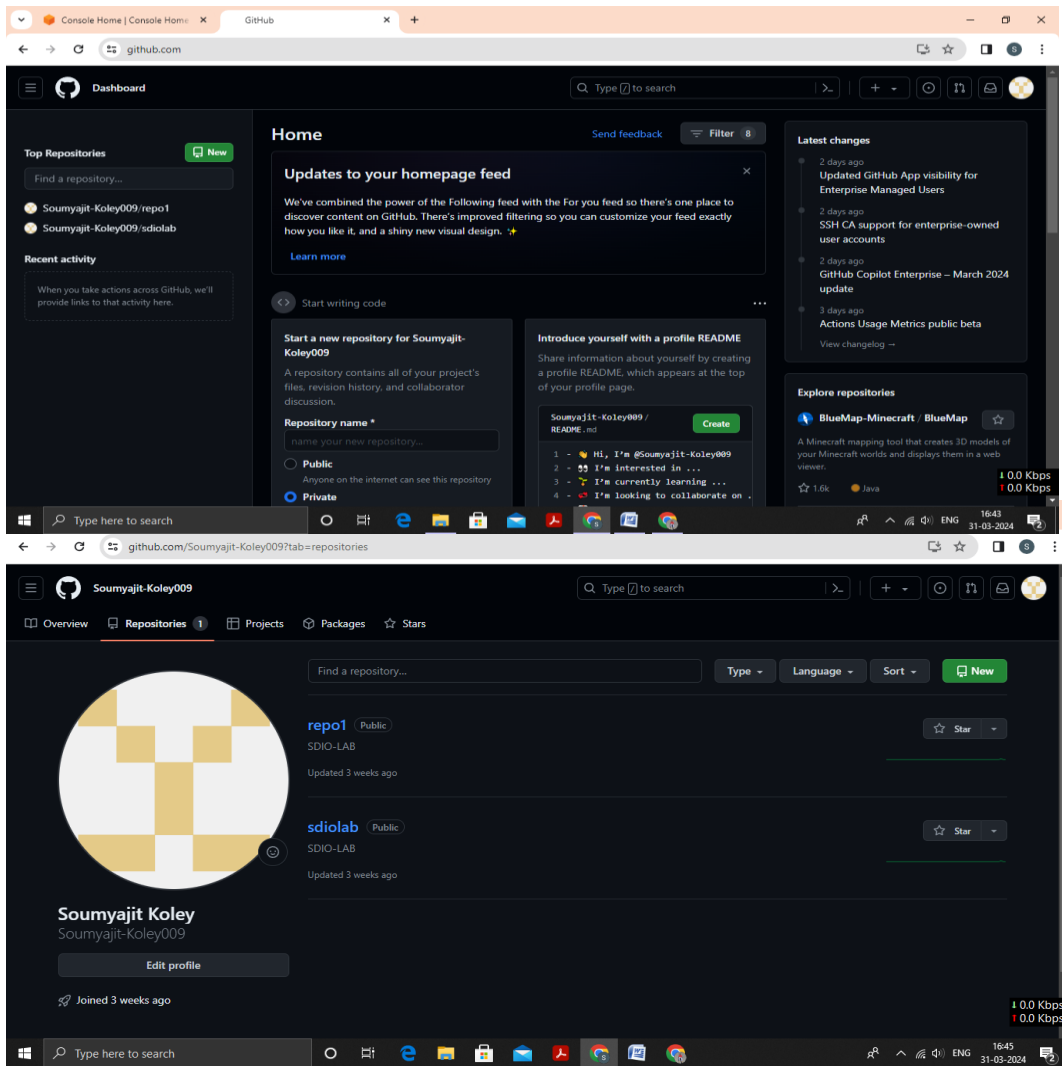 Console Home | Console Home
GitHub
github.com
S
Dashboard
Type / to search
Top Repositories
New
Find a repository...
Soumyajit-Koley009/repo1
Soumyajit-Koley009/sdiolab
Recent activity
When you take actions across GitHub, we'll
provide links to that activity here.
Home
Send feedback
Filter 8
Updates to your homepage feed
We've combined the power of the Following feed with the For you feed so there's one place to
discover content on GitHub. There's improved filtering so you can customize your feed exactly
how you like it, and a shiny new visual design. ✨
Learn more
Start writing code
Start a new repository for Soumyajit-
Koley009
A repository contains all of your project's
files, revision history, and collaborator
discussion.
Repository name *
name your new repository...
Public
Anyone on the internet can see this repository
Private
Introduce yourself with a profile README
Share information about yourself by creating
a profile README, which appears at the top
of your profile page.
Soumyajit-Koley009 /
README.md
Create
1 - 👋 Hi, I'm @Soumyajit-Koley009
2 - 👀 I'm interested in ...
3 - 🌱 I'm currently learning ...
4 - 💞️ I'm looking to collaborate on .
Latest changes
2 days ago
Updated GitHub App visibility for
Enterprise Managed Users
2 days ago
SSH CA support for enterprise-owned
user accounts
2 days ago
GitHub Copilot Enterprise – March 2024
update
3 days ago
Actions Usage Metrics public beta
View changelog →
Explore repositories
BlueMap-Minecraft / BlueMap
A Minecraft mapping tool that creates 3D models of
your Minecraft worlds and displays them in a web
viewer.
1.6k
Java
0.0 Kbps
0.0 Kbps
Type here to search
ENG
16:43
31-03-2024
2
github.com/Soumyajit-Koley009?tab=repositories
S
Soumyajit-Koley009
Type / to search
Overview
Repositories 1
Projects
Packages
Stars
Find a repository...
Type
Language
Sort
New
repo1 Public
Star
SDIO-LAB
Updated 3 weeks ago
sdiolab Public
Star
SDIO-LAB
Updated 3 weeks ago
Soumyajit Koley
Soumyajit-Koley009
Edit profile
Joined 3 weeks ago
0.0 Kbps
0.0 Kbps
Type here to search
ENG
16:45
31-03-2024
2